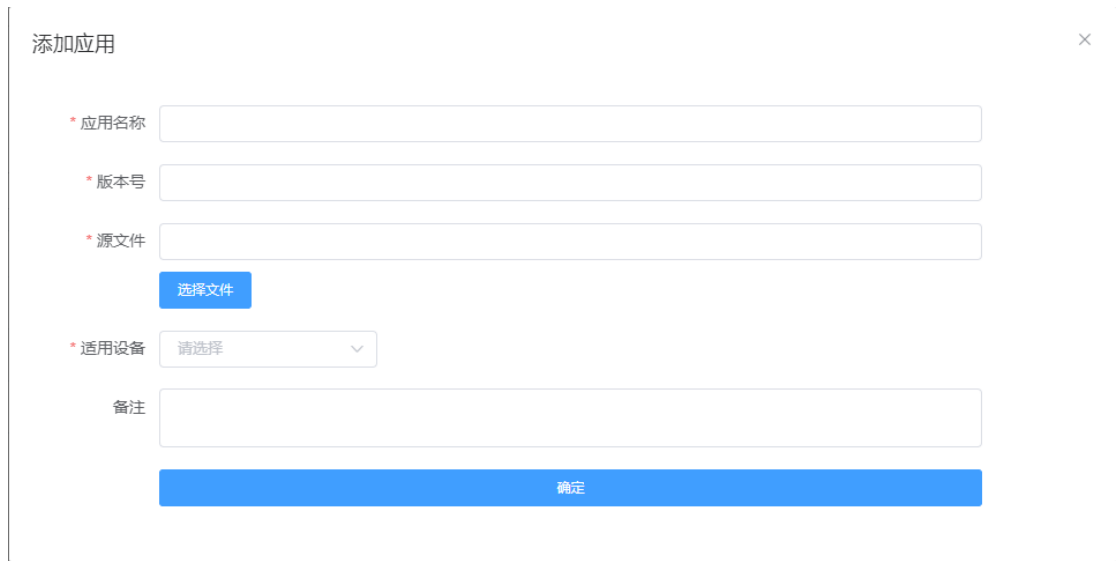 添加应用
* 应用名称
* 版本号
* 源文件
选择文件
* 适用设备 请选择
备注
确定